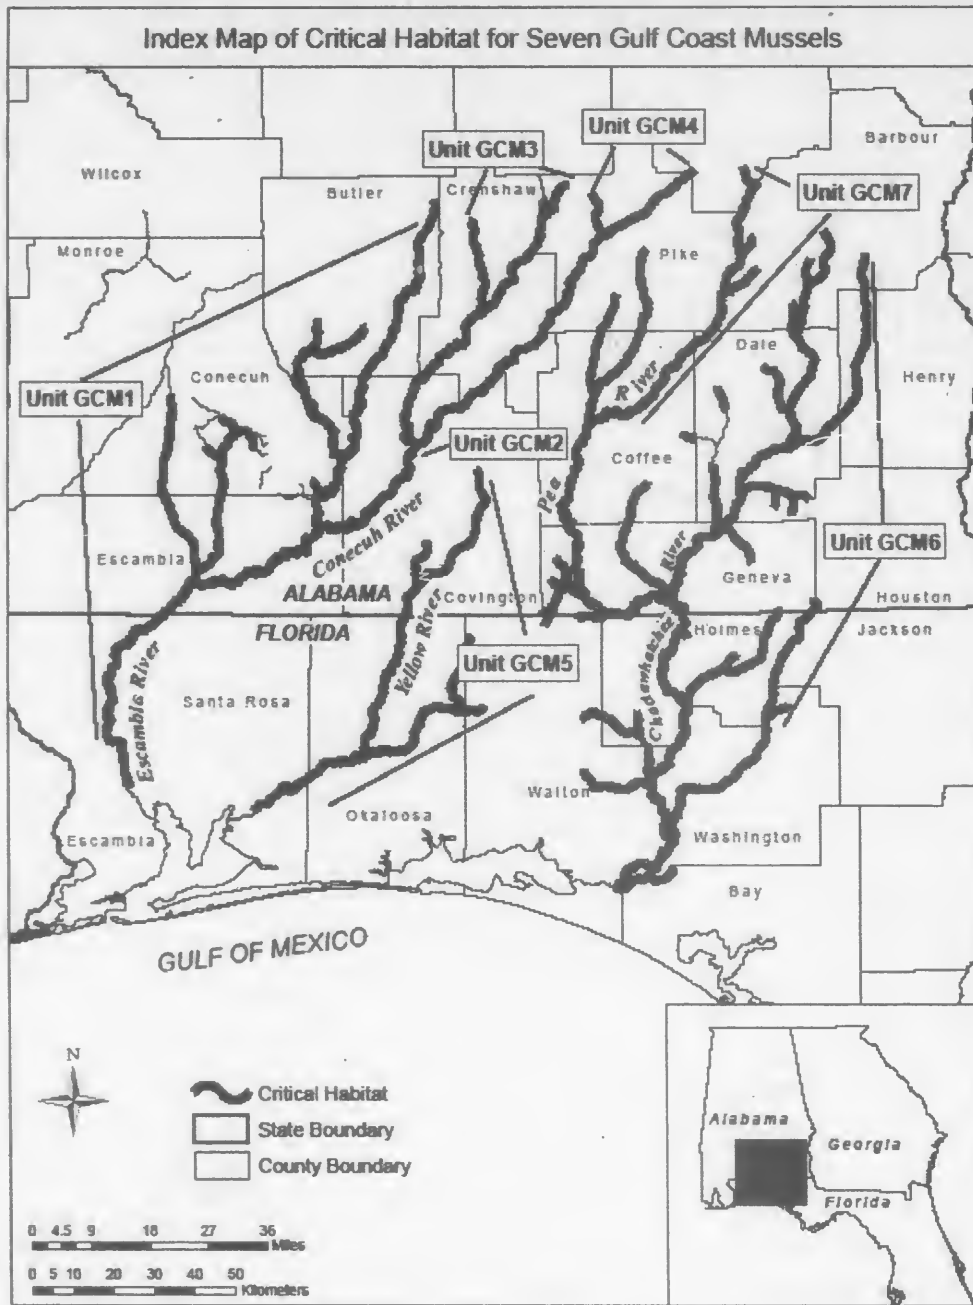 Index Map of Critical Habitat for Seven Gulf Coast Mussels
Unit GCM4
Unit GCM3
Barbour
Wilcox
Butler
Crenshaw
Unit GCM7
Monroe
Pike
Dale
Conecuh
River
Henry
Unit GCM1
Unit GCM2
Coffee
Pea
Conecuh River
Escambia
River
Unit GCM6
Geneva
ALABAMA
Covington
Houston
FLORIDA
Holmes
Jackson
Yellow River
Unit GCM5
Choctawhatchee
Santa Rosa
Escambia River
Walton
Okaloosa
Washington
Escambia
Bay
GULF OF MEXICO
N
Critical Habitat
State Boundary
County Boundary
Alabama
Georgia
Florida
0 4.5 9 18 27 36
Miles
0 5 10 20 30 40 50
Kilometers